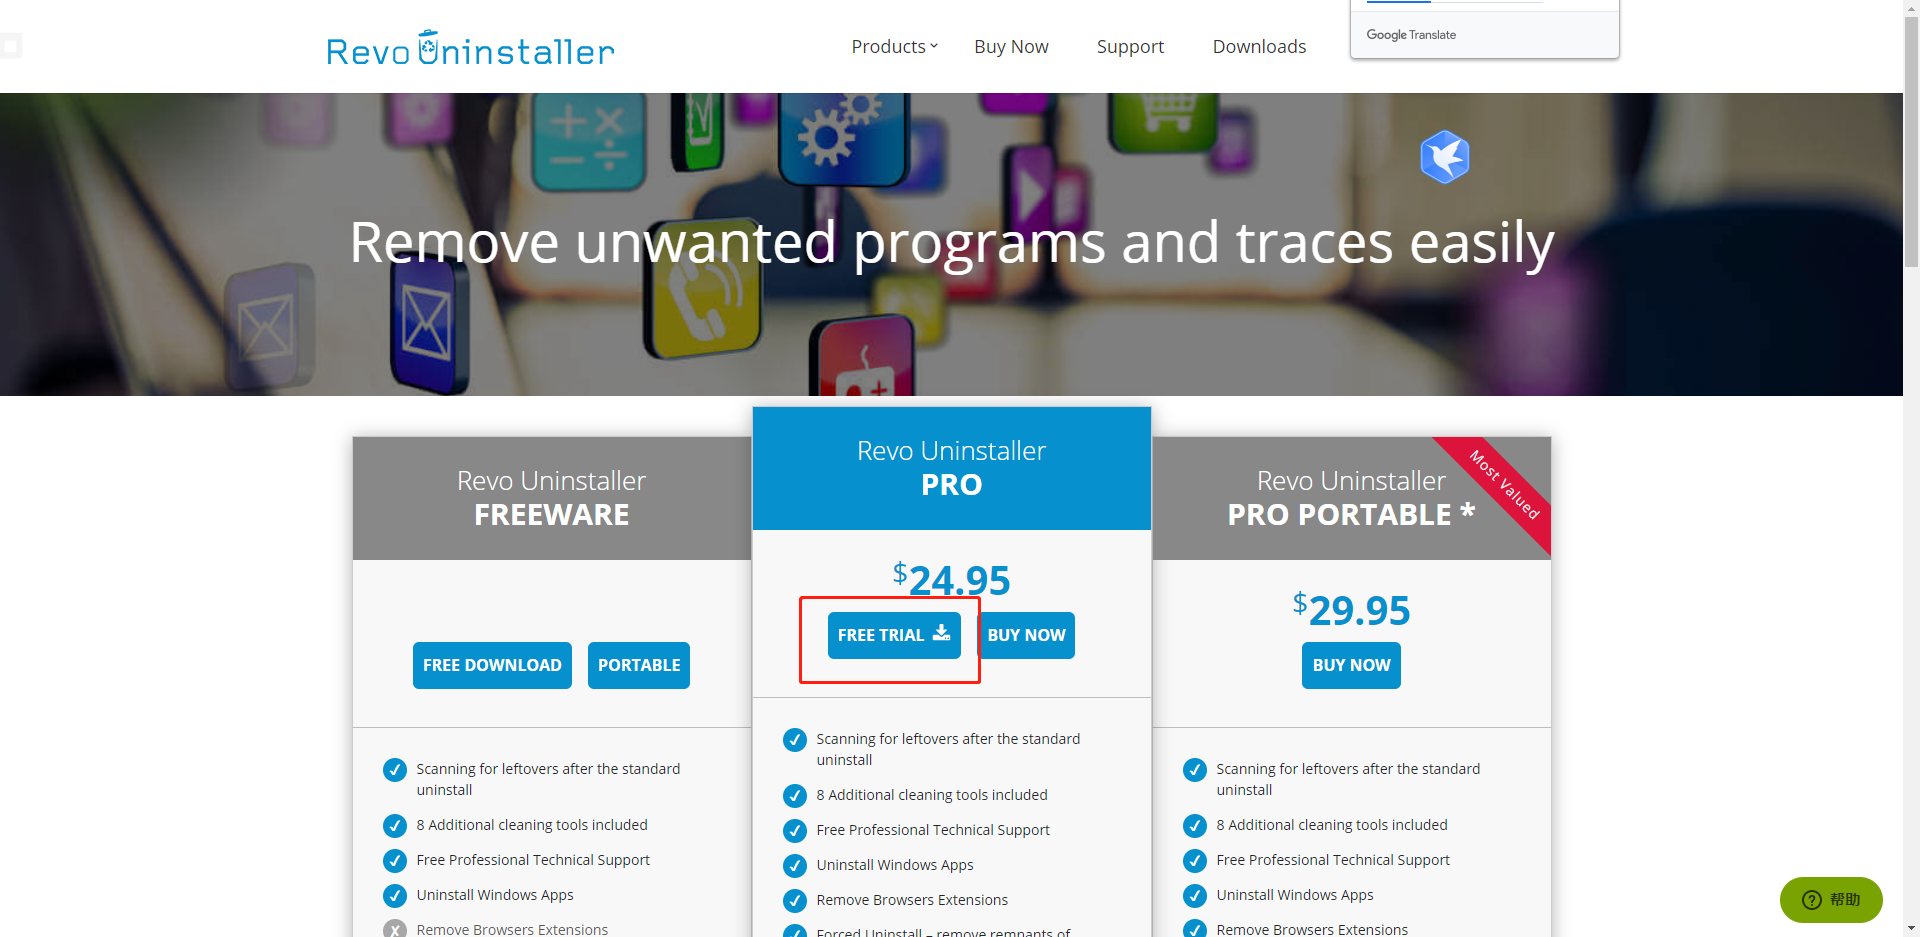 Revo Uninstaller
Products
Buy Now
Support
Downloads
Google Translate
Remove unwanted programs and traces easily
Revo Uninstaller
FREEWARE
FREE DOWNLOAD
PORTABLE
Scanning for leftovers after the standard
uninstall
8 Additional cleaning tools included
Free Professional Technical Support
Uninstall Windows Apps
Remove Browsers Extensions
Revo Uninstaller
PRO
$24.95
FREE TRIAL
BUY NOW
Scanning for leftovers after the standard
uninstall
8 Additional cleaning tools included
Free Professional Technical Support
Uninstall Windows Apps
Remove Browsers Extensions
Forced Uninstall – remove remnants of
Most Valued
Revo Uninstaller
PRO PORTABLE *
$29.95
BUY NOW
Scanning for leftovers after the standard
uninstall
8 Additional cleaning tools included
Free Professional Technical Support
Uninstall Windows Apps
Remove Browsers Extensions
帮助